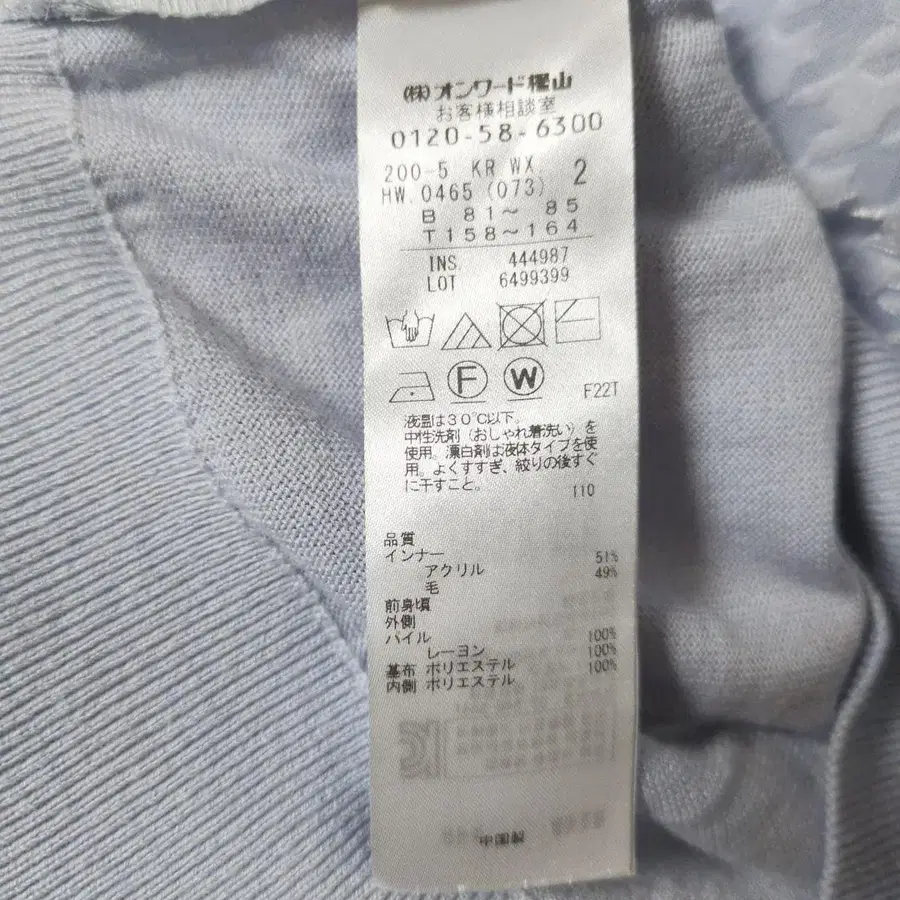 (株)オンワード樫山
お客様相談室
0120-58-6300
200-5 KR WX. 2
HW.0465 (073)
B 81～ 85
T158～164
INS. 444987
LOT 6499399
F W F22T
液温は30℃以下。
中性洗剤（おしゃれ着洗い）を
使用。漂白剤は液体タイプを使
用。よくすすぎ、絞りの後すぐ
に干すこと。
110
品質
インナー
アクリル 51%
毛 49%
前身頃
外側
パイル
レーヨン 100%
基布 ポリエステル 100%
内側 ポリエステル 100%